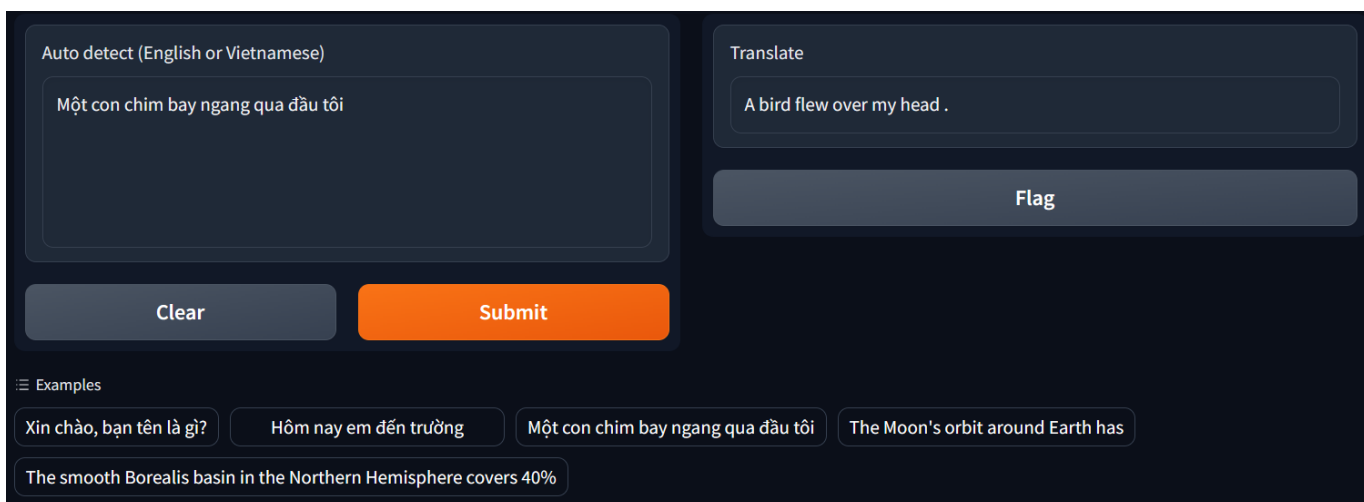 Auto detect (English or Vietnamese)
Một con chim bay ngang qua đầu tôi
Clear
Submit
Translate
A bird flew over my head .
Flag
Examples
Xin chào, bạn tên là gì?
Hôm nay em đến trường
Một con chim bay ngang qua đầu tôi
The Moon's orbit around Earth has
The smooth Borealis basin in the Northern Hemisphere covers 40%